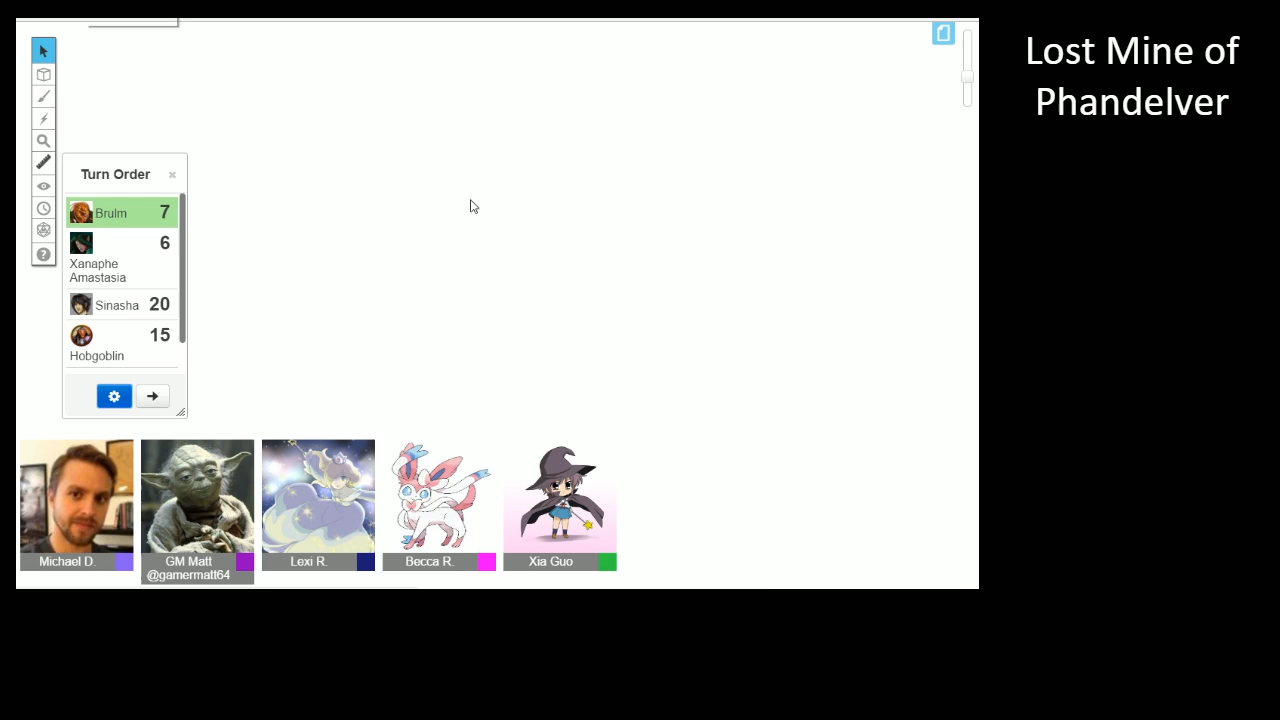 Lost Mine of
Phandelver
Turn Order
×
Brulm 7
6
Xanaphe
Amastasia
Sinasha 20
15
Hobgoblin
?
Michael D.
GM Matt
@gamermatt64
Lexi R.
Becca R.
Xia Guo